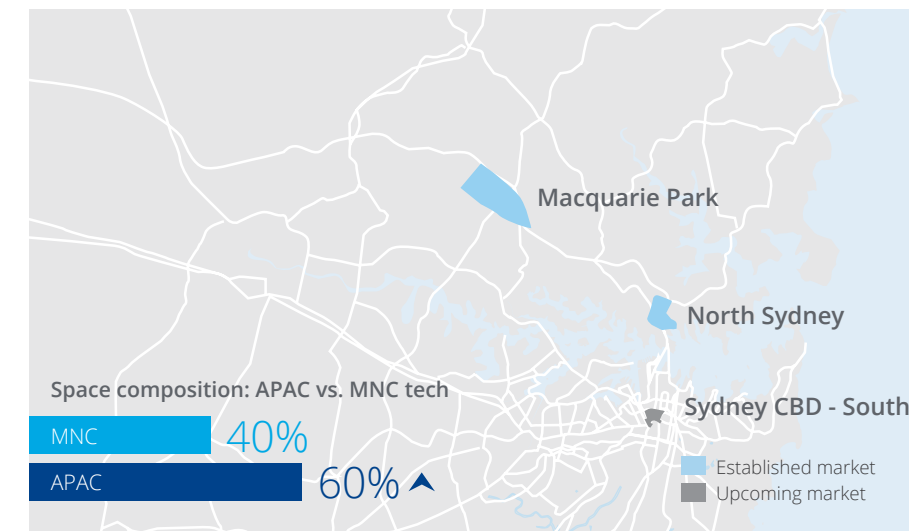 Macquarie Park
North Sydney
Space composition: APAC vs. MNC tech
Sydney CBD - South
MNC 40%
APAC 60%
Established market
Upcoming market